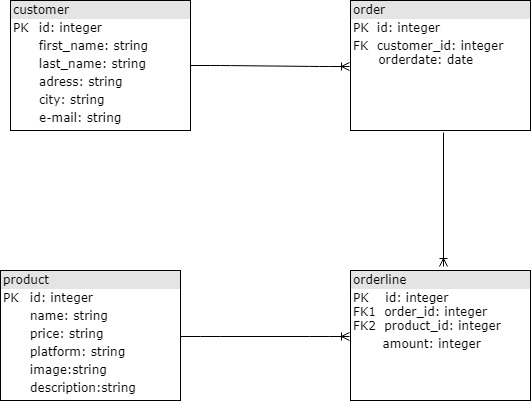 customer
PK id: integer
first_name: string
last_name: string
adress: string
city: string
e-mail: string
order
PK id: integer
FK customer_id: integer
orderdate: date
product
PK id: integer
name: string
price: string
platform: string
image:string
description:string
orderline
PK id: integer
FK1 order_id: integer
FK2 product_id: integer
amount: integer